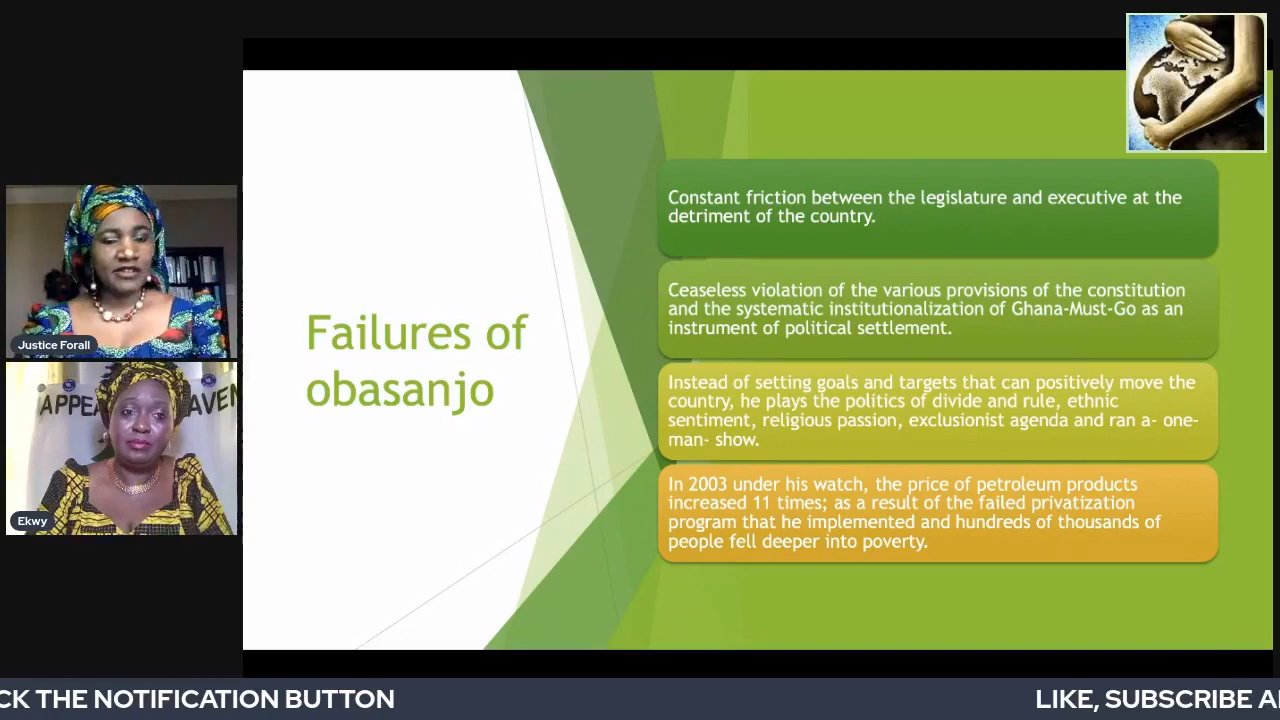 Constant friction between the legislature and executive at the
detriment of the country.
Ceaseless violation of the various provisions of the constitution
and the systematic institutionalization of Ghana-Must-Go as an
instrument of political settlement.
Failures of
obasanjo
Instead of setting goals and targets that can positively move the
country, he plays the politics of divide and rule, ethnic
sentiment, religious passion, exclusionist agenda and ran a- one-
man- show.
In 2003 under his watch, the price of petroleum products
increased 11 times; as a result of the failed privatization
program that he implemented and hundreds of thousands of
people fell deeper into poverty.
Justice Forall
APPEA
AVEN
Ekwy
CK THE NOTIFICATION BUTTON
LIKE, SUBSCRIBE A